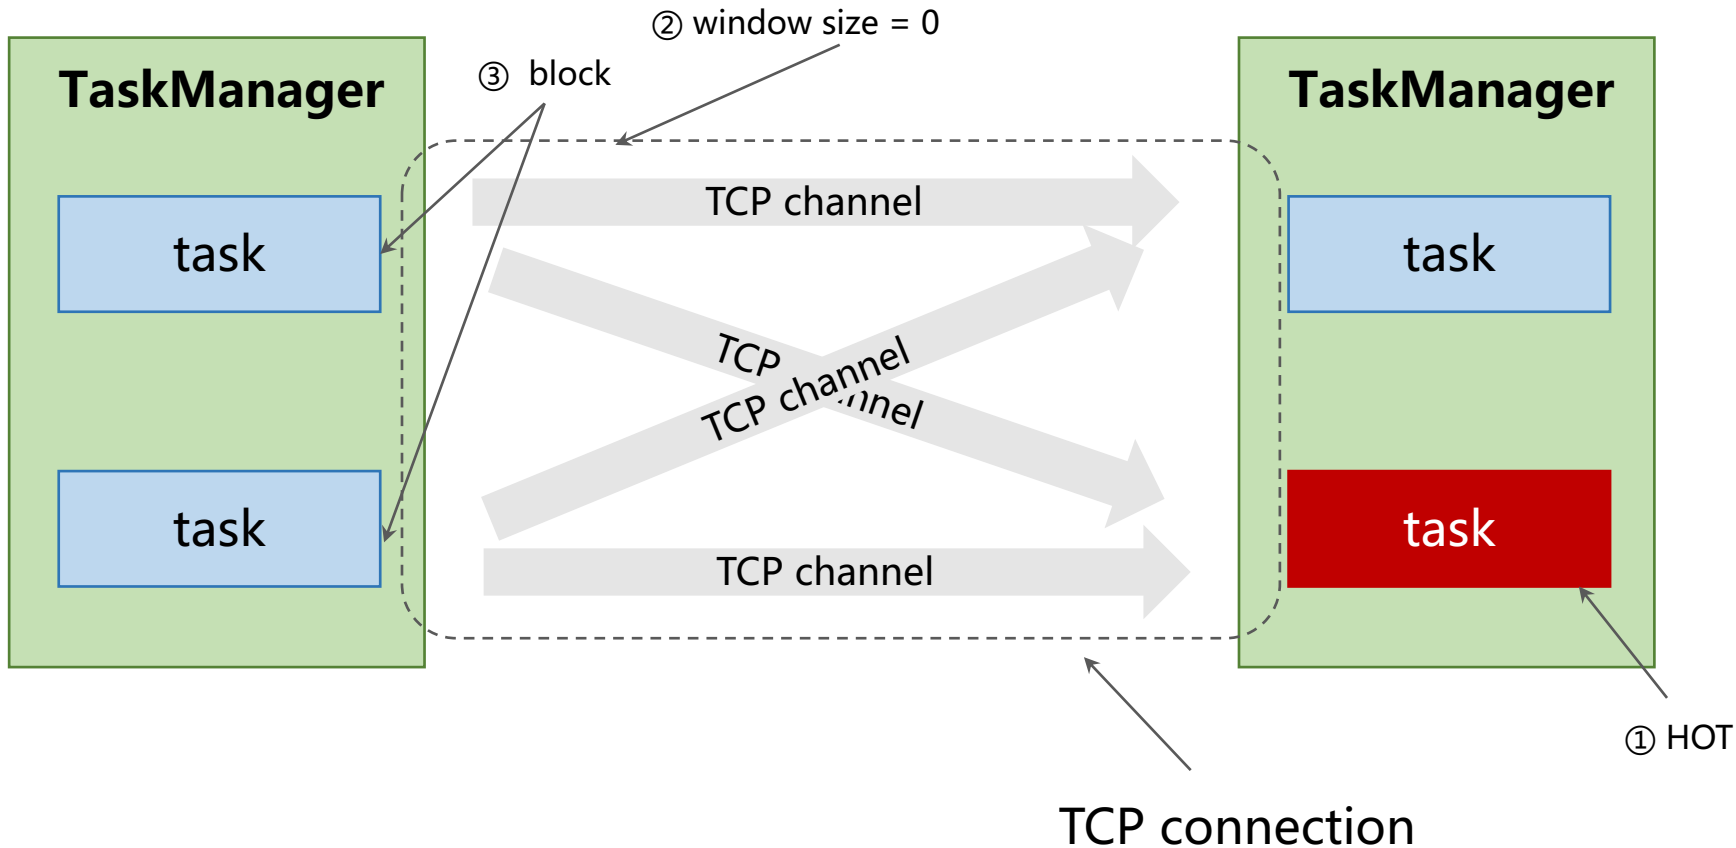 ② window size = 0
③ block
TaskManager
TaskManager
TCP channel
task
task
TCP
nnel
TCP channel
task
task
TCP channel
① HOT
TCP connection